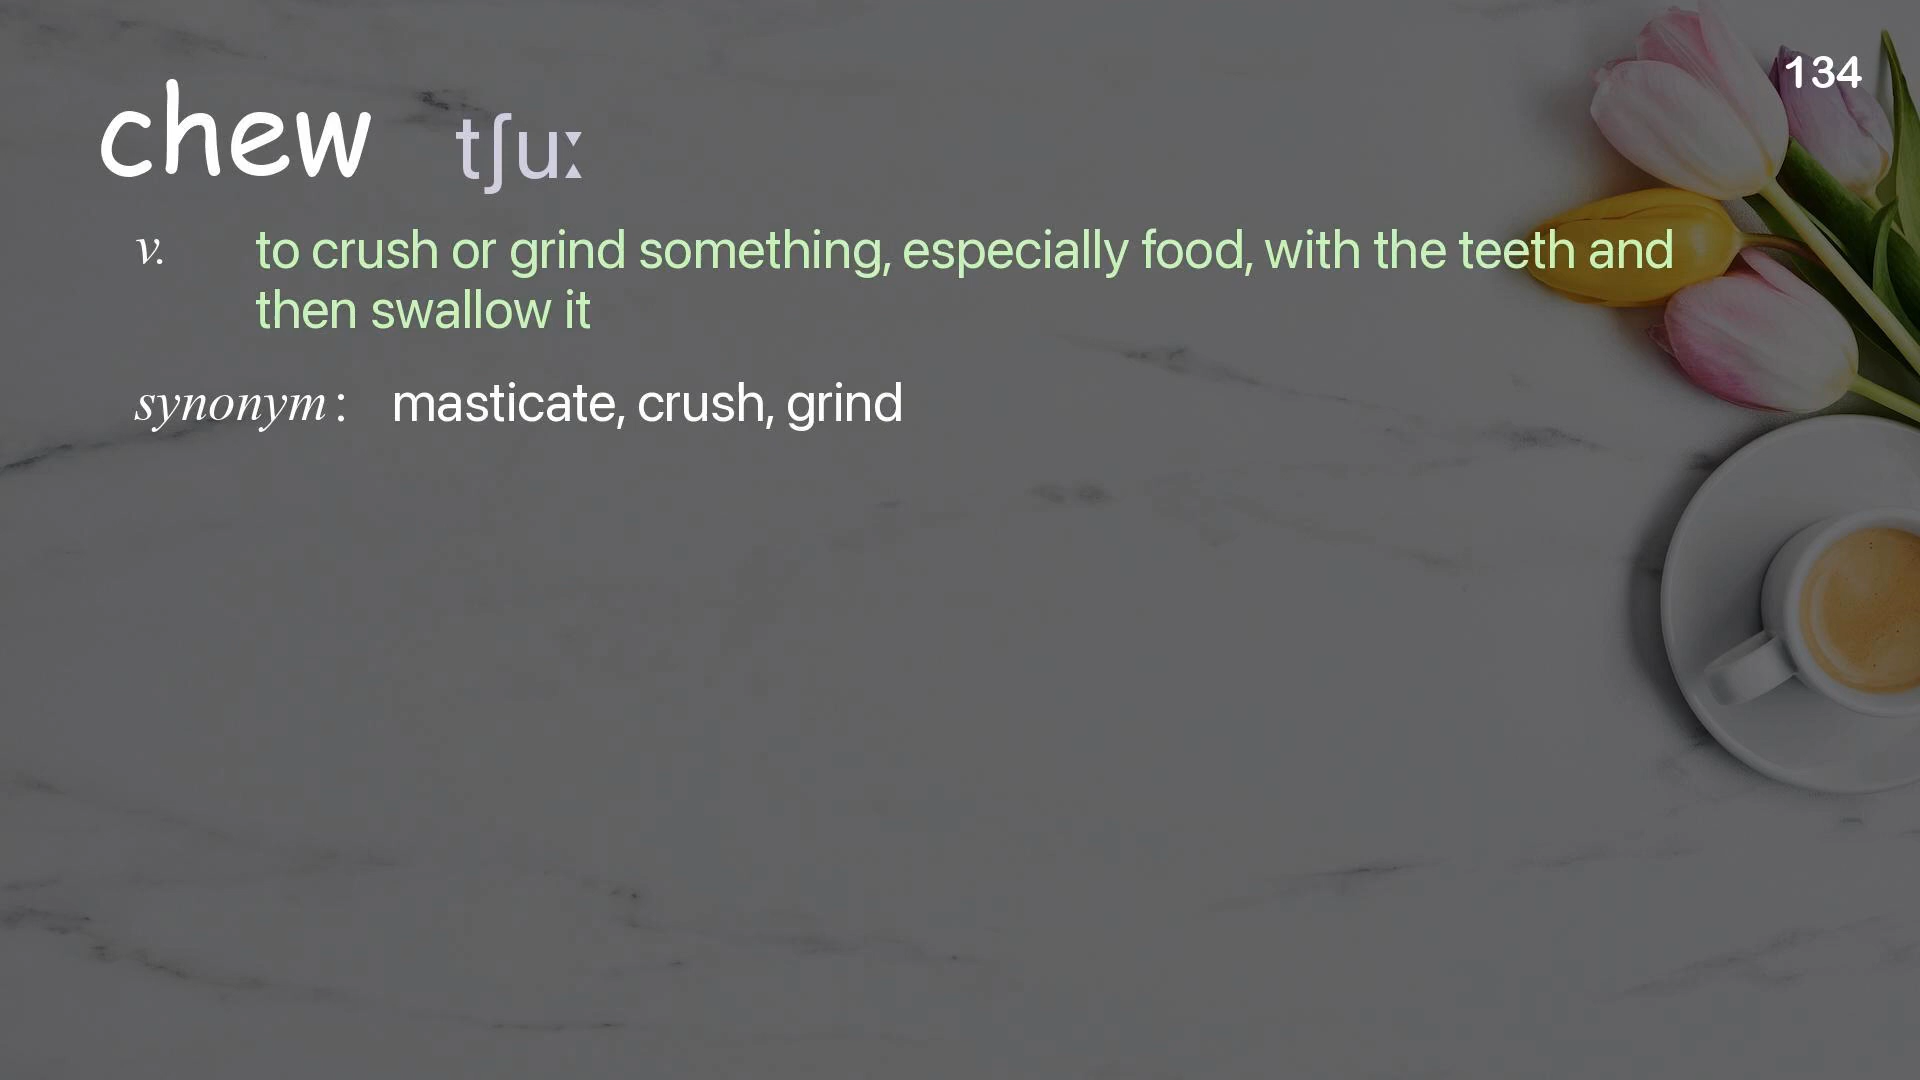 134
chew tʃuː
v. to crush or grind something, especially food, with the teeth and
then swallow it
synonym: masticate, crush, grind